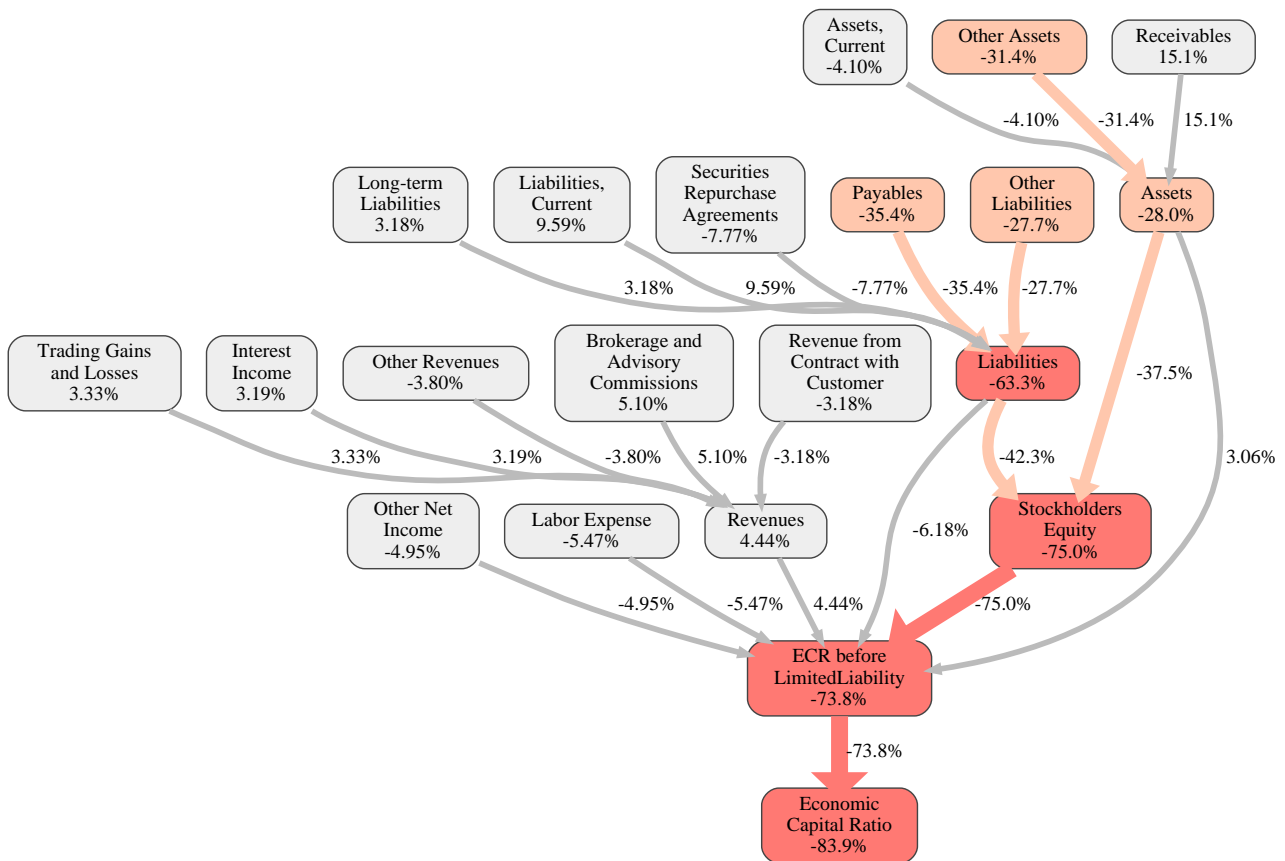 Assets,
Current
-4.10%
Other Assets
-31.4%
Receivables
15.1%
-4.10%
-31.4%
15.1%
Long-term
Liabilities
3.18%
Liabilities,
Current
9.59%
Securities
Repurchase
Agreements
-7.77%
Payables
-35.4%
Other
Liabilities
-27.7%
Assets
-28.0%
3.18%
9.59%
-7.77%
-35.4%
-27.7%
Trading Gains
and Losses
3.33%
Interest
Income
3.19%
Other Revenues
-3.80%
Brokerage and
Advisory
Commissions
5.10%
Revenue from
Contract with
Customer
-3.18%
Liabilities
-63.3%
-37.5%
3.33%
3.19%
-3.80%
5.10%
-3.18%
-42.3%
3.06%
Other Net
Income
-4.95%
Labor Expense
-5.47%
Revenues
4.44%
-6.18%
Stockholders
Equity
-75.0%
-4.95%
-5.47%
4.44%
-75.0%
ECR before
LimitedLiability
-73.8%
-73.8%
Economic
Capital Ratio
-83.9%